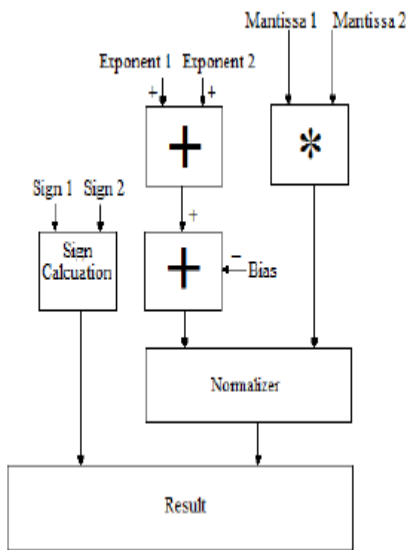 Mantissa 1 Mantissa 2
Exponent 1 Exponent 2
+ +
+ *
Sign 1 Sign 2
+
Sign
Calcuation
+
− Bias
Normalizer
Result